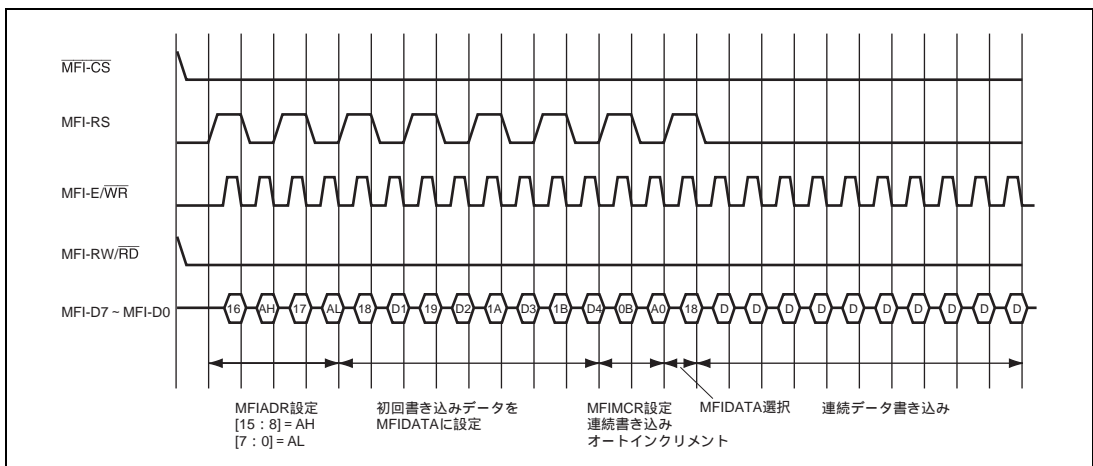 MFI-CS
MFI-RS
MFI-E/WR
MFI-RW/RD
MFI-D7 ~ MFI-D0
16 AH 17 AL 18 D1 19 D2 1A D3 1B D4 0B A0 18 D D D D D D D D D D
MFIADR設定
[15：8] = AH
[7：0] = AL
初回書き込みデータを
MFIDATAに設定
MFIMCR設定
連続書き込み
オートインクリメント
MFIDATA選択
連続データ書き込み